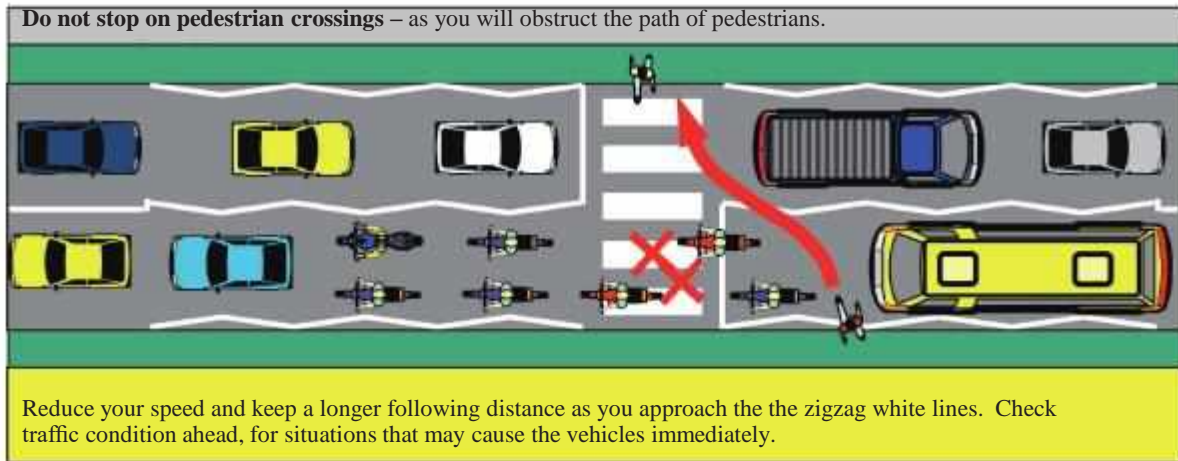 Do not stop on pedestrian crossings – as you will obstruct the path of pedestrians.
Reduce your speed and keep a longer following distance as you approach the the zigzag white lines. Check
traffic condition ahead, for situations that may cause the vehicles immediately.